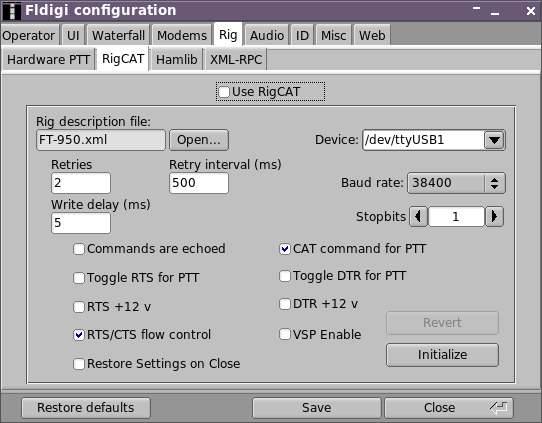 Fldigi configuration
Operator UI Waterfall Modems Rig Audio ID Misc Web
Hardware PTT RigCAT Hamlib XML-RPC
Use RigCAT
Rig description file:
FT-950.xml Open... Device: /dev/ttyUSB1
Retries Retry interval (ms)
2 500 Baud rate: 38400
Write delay (ms)
5 Stopbits 1
Commands are echoed CAT command for PTT
Toggle RTS for PTT Toggle DTR for PTT
RTS +12 v DTR +12 v
Revert
RTS/CTS flow control VSP Enable
Initialize
Restore Settings on Close
Restore defaults Save Close